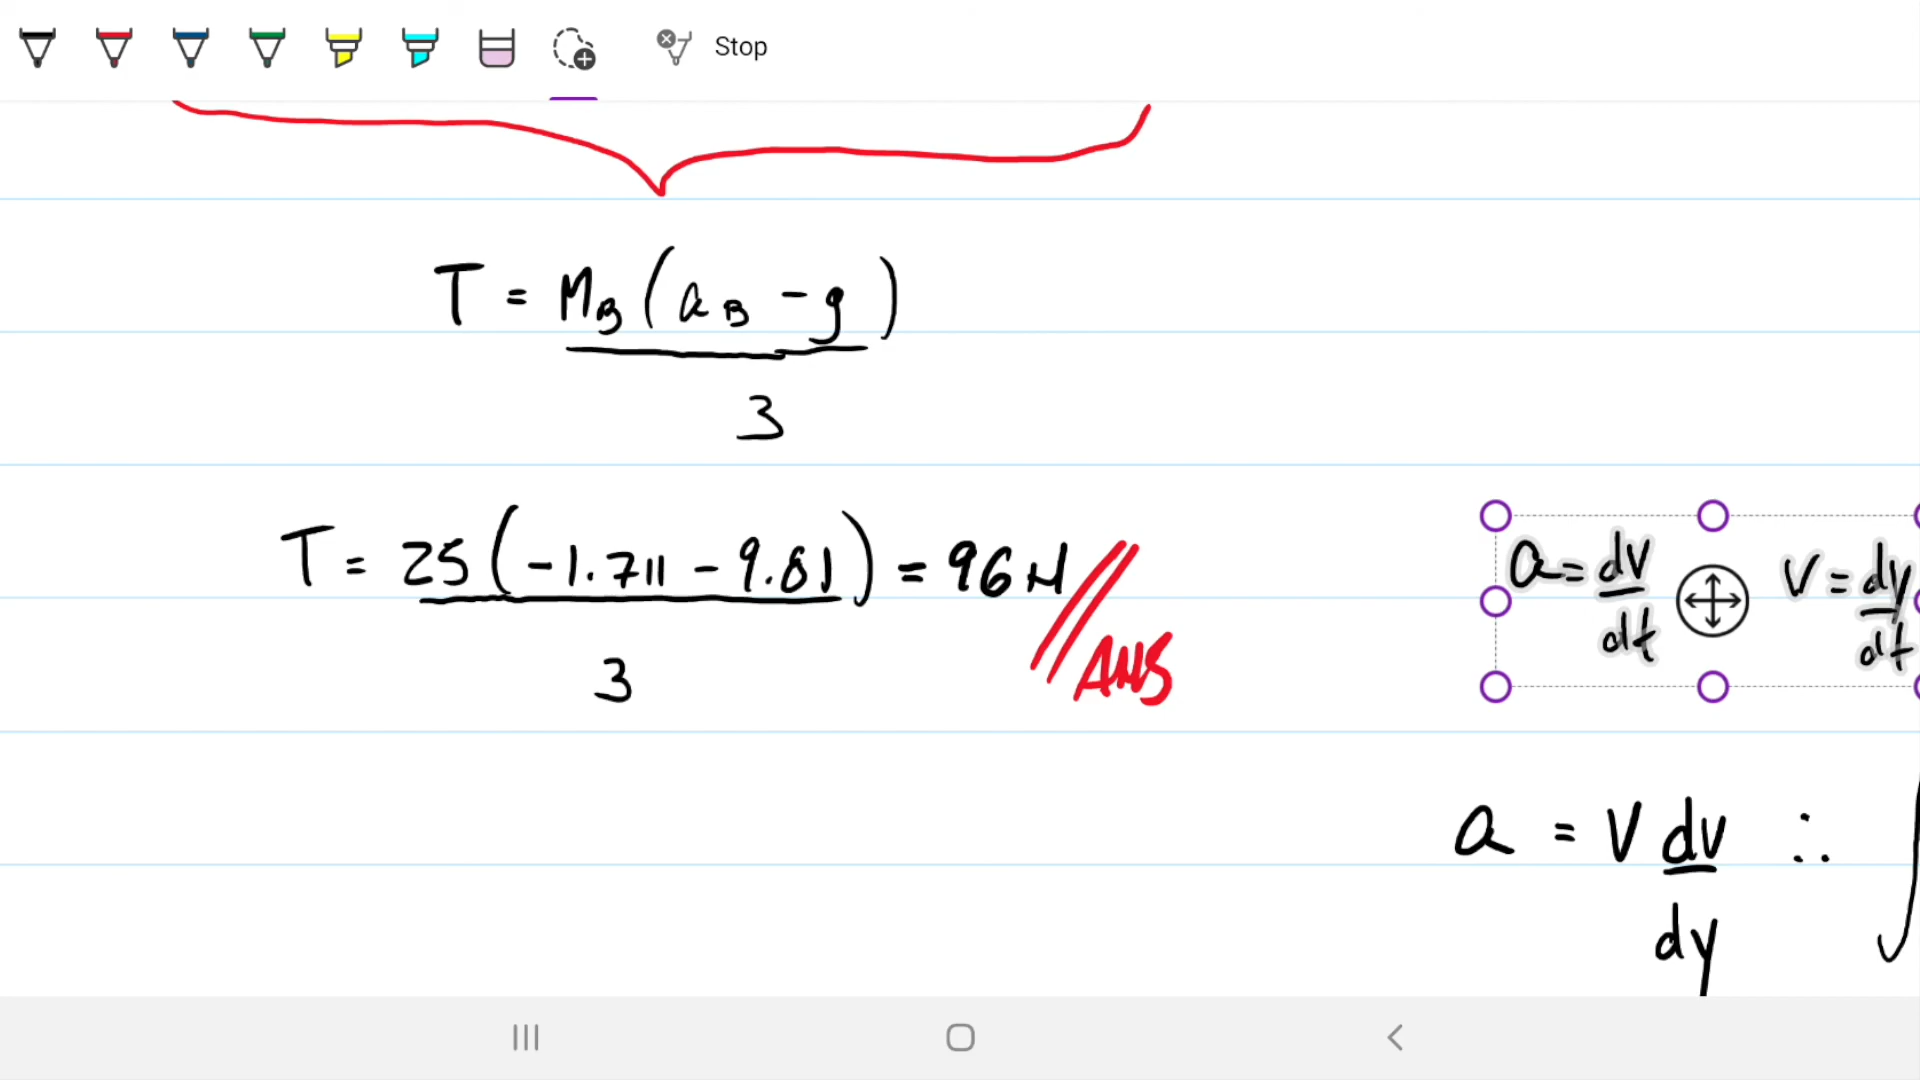 Stop
T = M_B (a_B - g)
3
T = 25 (-1.711 - 9.81) = 96 N
3
ANS
a = dv/dt V = dy/dt
a = V dv/dy ∴ ∫